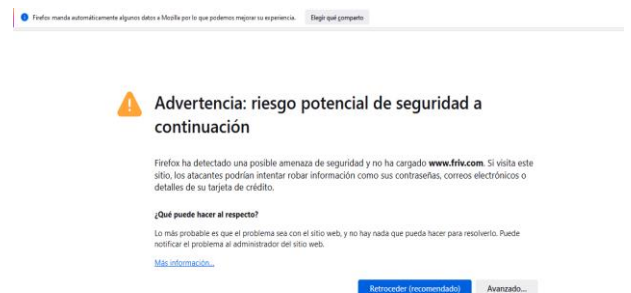 Firefox manda automáticamente algunos datos a Mozilla por lo que podemos mejorar su experiencia. Elegir qué comparto
Advertencia: riesgo potencial de seguridad a
continuación
Firefox ha detectado una posible amenaza de seguridad y no ha cargado www.friv.com. Si visita este
sitio, los atacantes podrían intentar robar información como sus contraseñas, correos electrónicos o
detalles de su tarjeta de crédito.
¿Qué puede hacer al respecto?
Lo más probable es que el problema sea con el sitio web, y no hay nada que pueda hacer para resolverlo. Puede
notificar el problema al administrador del sitio web.
Más información...
Retroceder (recomendado) Avanzado...